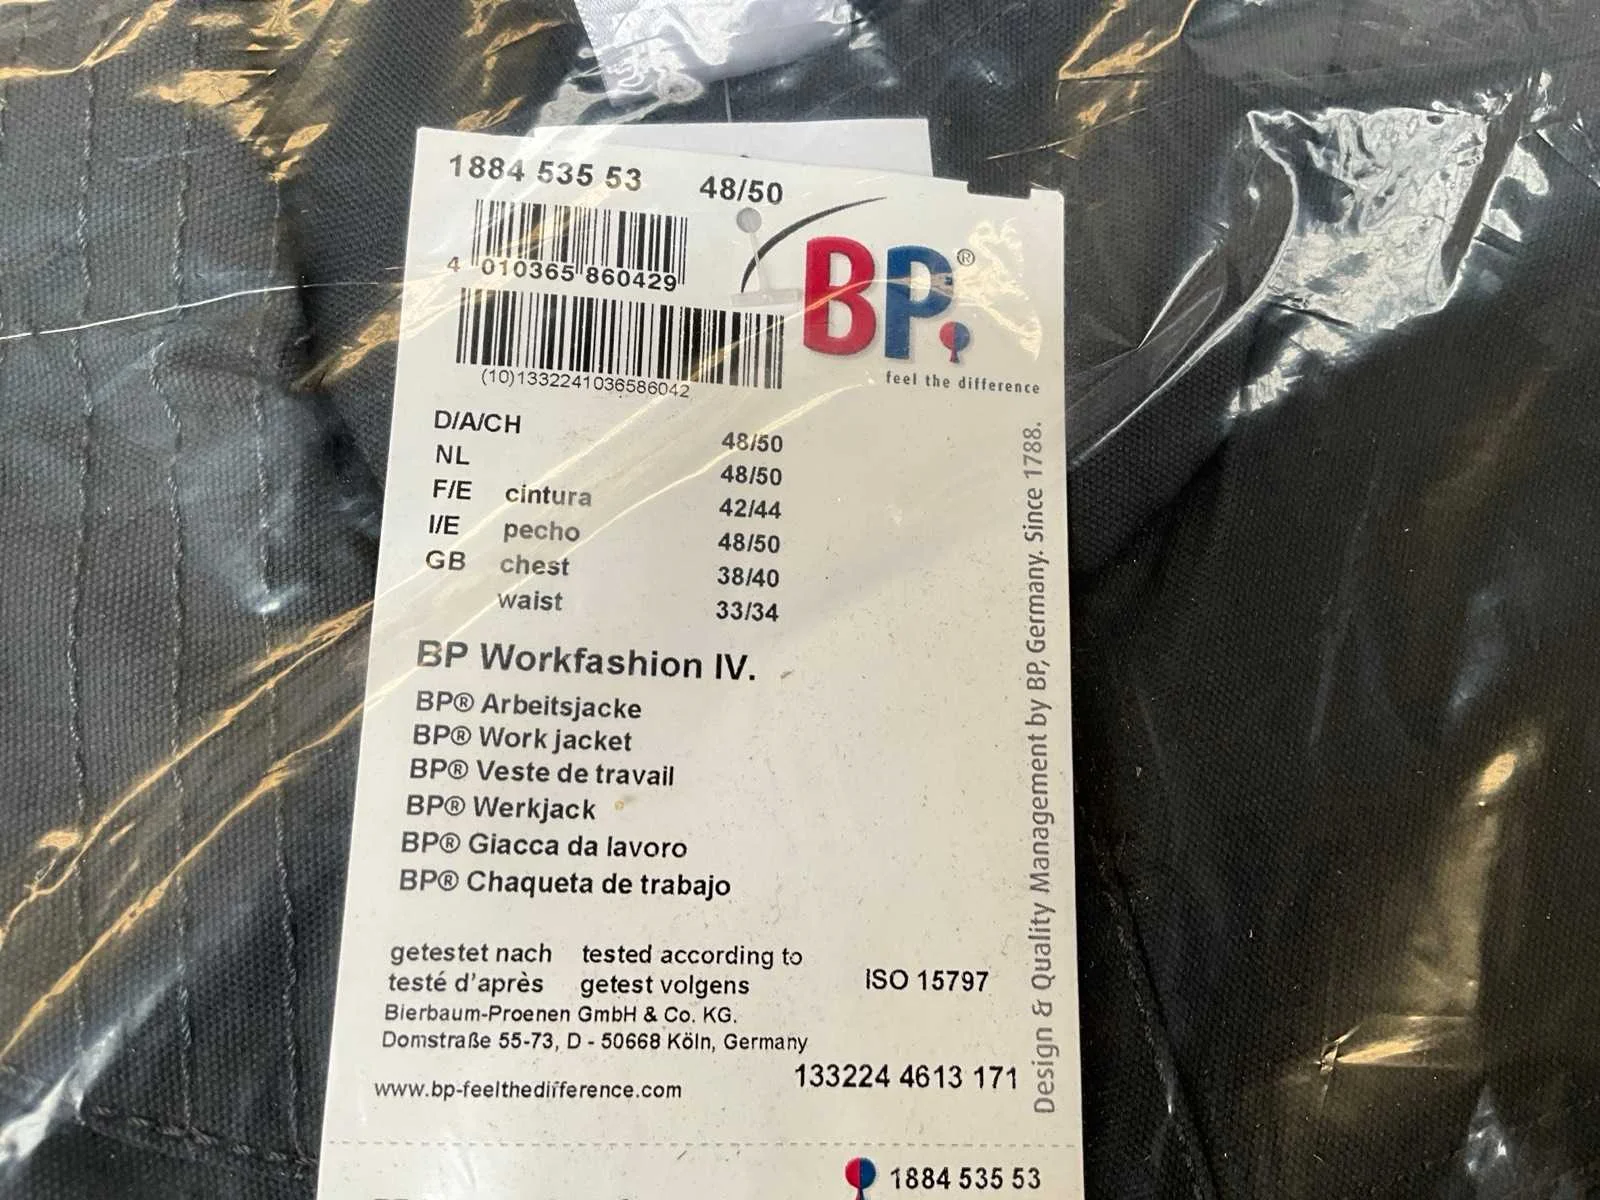 1884 535 53 48/50
4 010365 860429
(10)1332241036586042
BP.®
feel the difference
D/A/CH 48/50
NL 48/50
F/E cintura 42/44
I/E pecho 48/50
GB chest 38/40
waist 33/34
BP Workfashion IV.
BP® Arbeitsjacke
BP® Work jacket
BP® Veste de travail
BP® Werkjack
BP® Giacca da lavoro
BP® Chaqueta de trabajo
getestet nach tested according to
testé d'après getest volgens ISO 15797
Bierbaum-Proenen GmbH & Co. KG.
Domstraße 55-73, D - 50668 Köln, Germany
133224 4613 171
www.bp-feelthedifference.com
Design & Quality Management by BP, Germany. Since 1788.
1884 535 53